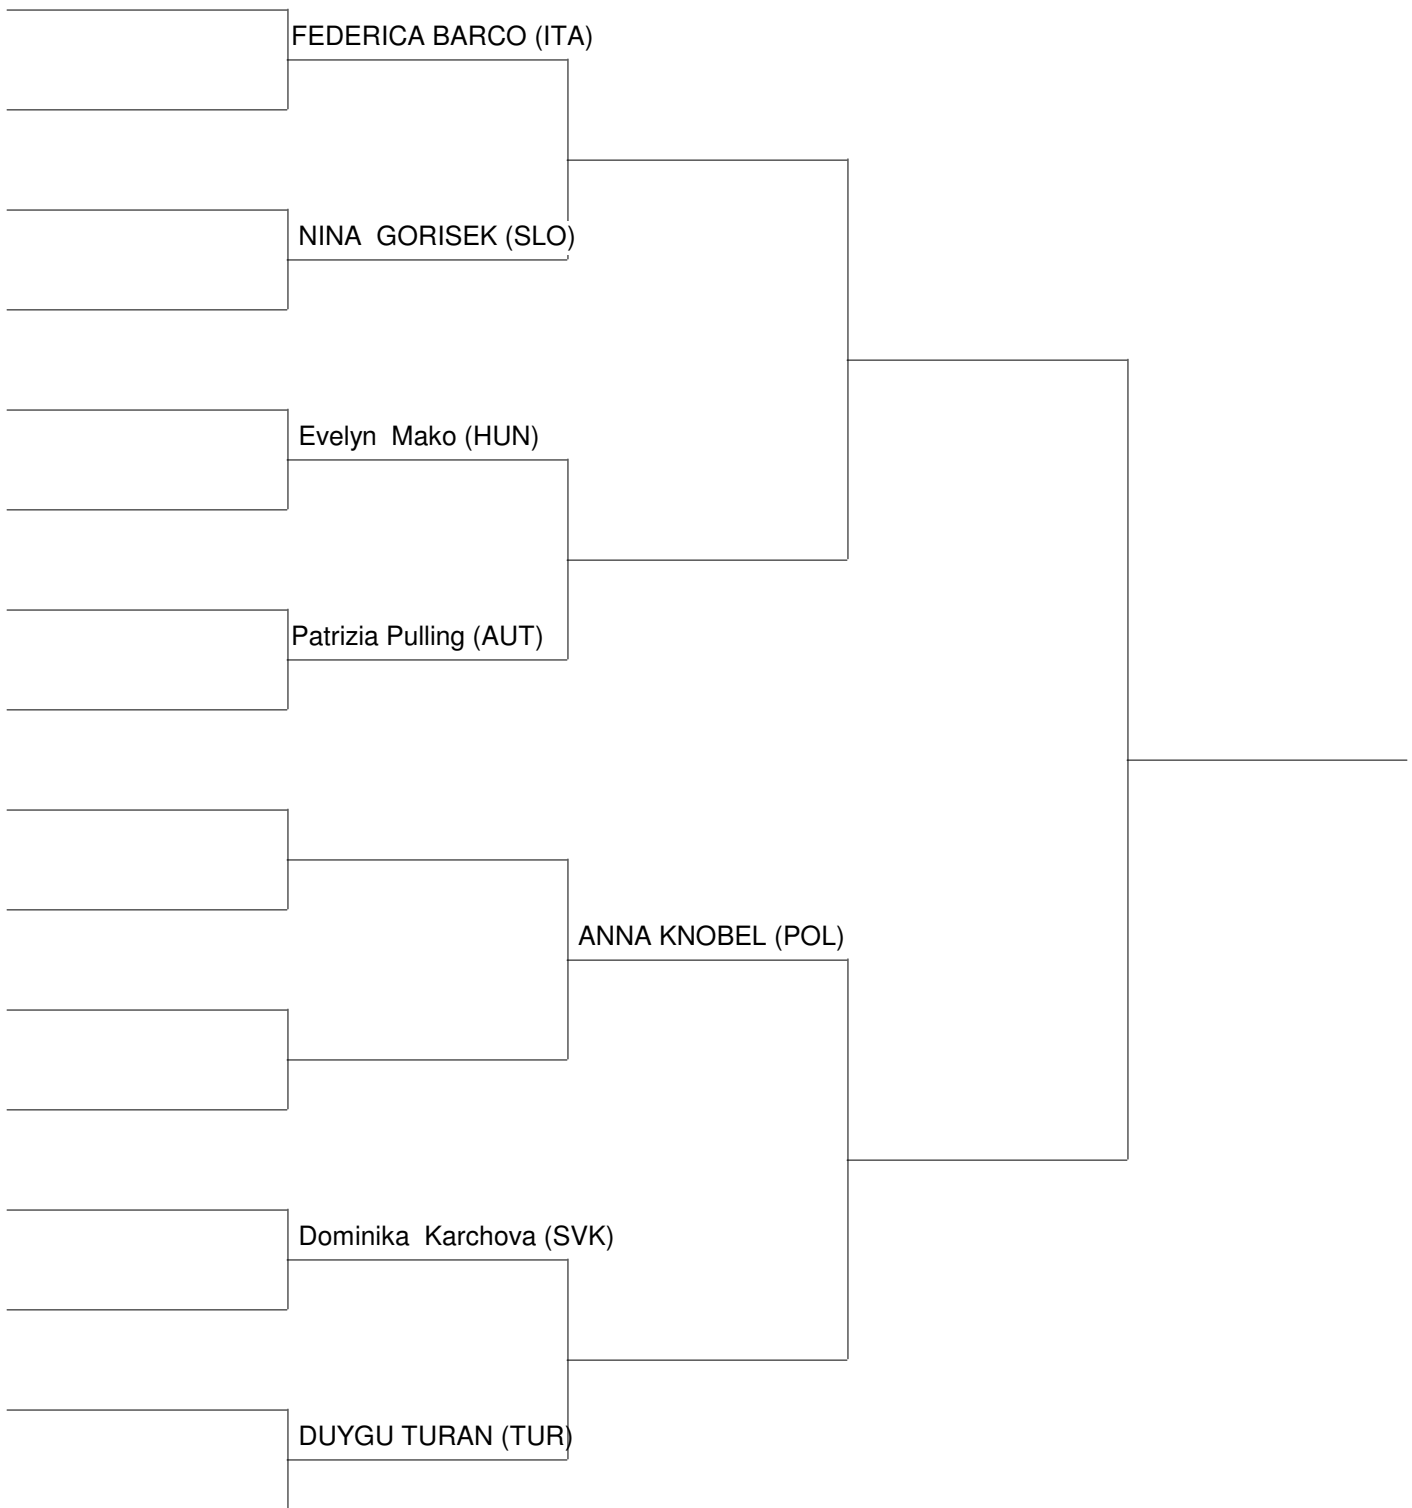 FEDERICA BARCO (ITA)
NINA  GORISEK (SLO)
Evelyn  Mako (HUN)
Patrizia Pulling (AUT)
ANNA KNOBEL (POL)
Dominika  Karchova (SVK)
DUYGU TURAN (TUR)